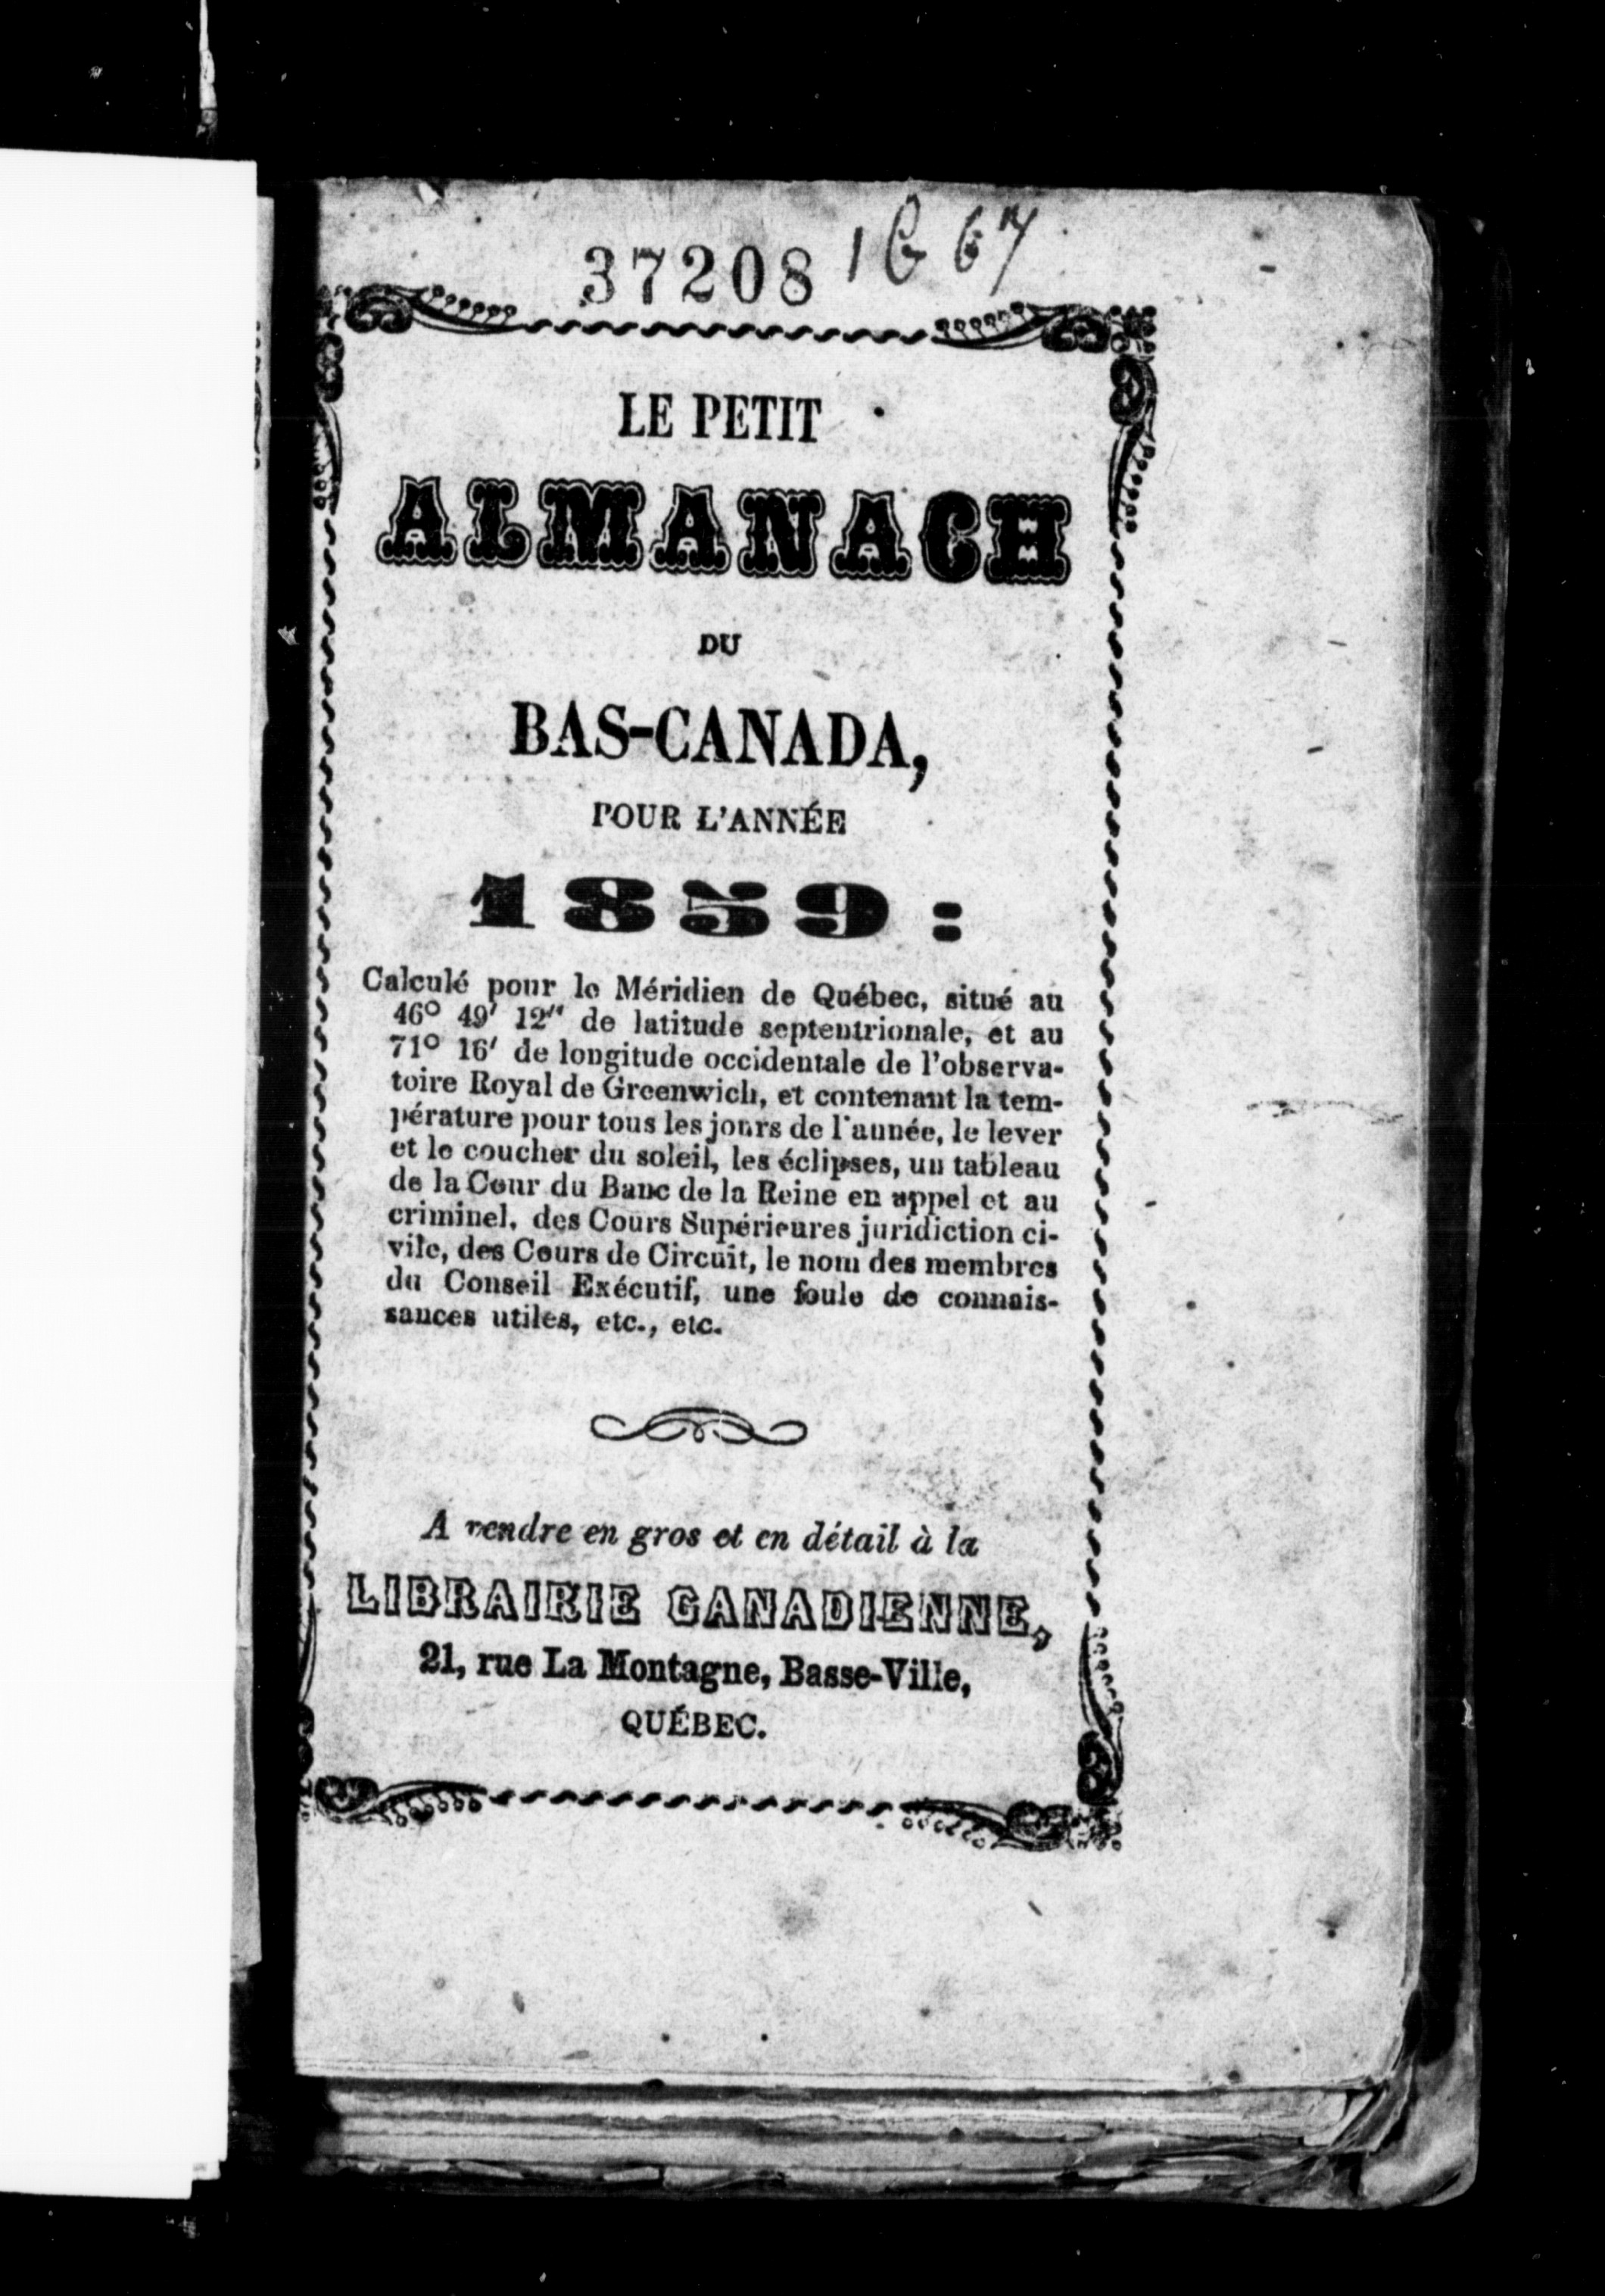 37208
LE PETIT
ALMANACH
DU
BAS-CANADA,
POUR L'ANNÉE
1859:
Calculé pour le Méridien de Québec, situé au
46° 49' 12" de latitude septentrionale, et au
71° 16' de longitude occidentale de l'observa-
toire Royal de Greenwich, et contenant la tem-
pérature pour tous les jours de l'année, le lever
et le coucher du soleil, les éclipses, un tableau
de la Cour du Banc de la Reine en appel et au
criminel, des Cours Supérieures juridiction ci-
vile, des Cours de Circuit, le nom des membres
du Conseil Exécutif, une foule de connais-
sances utiles, etc., etc.
A vendre en gros et en détail à la
LIBRAIRIE CANADIENNE,
21, rue La Montagne, Basse-Ville,
QUÉBEC.